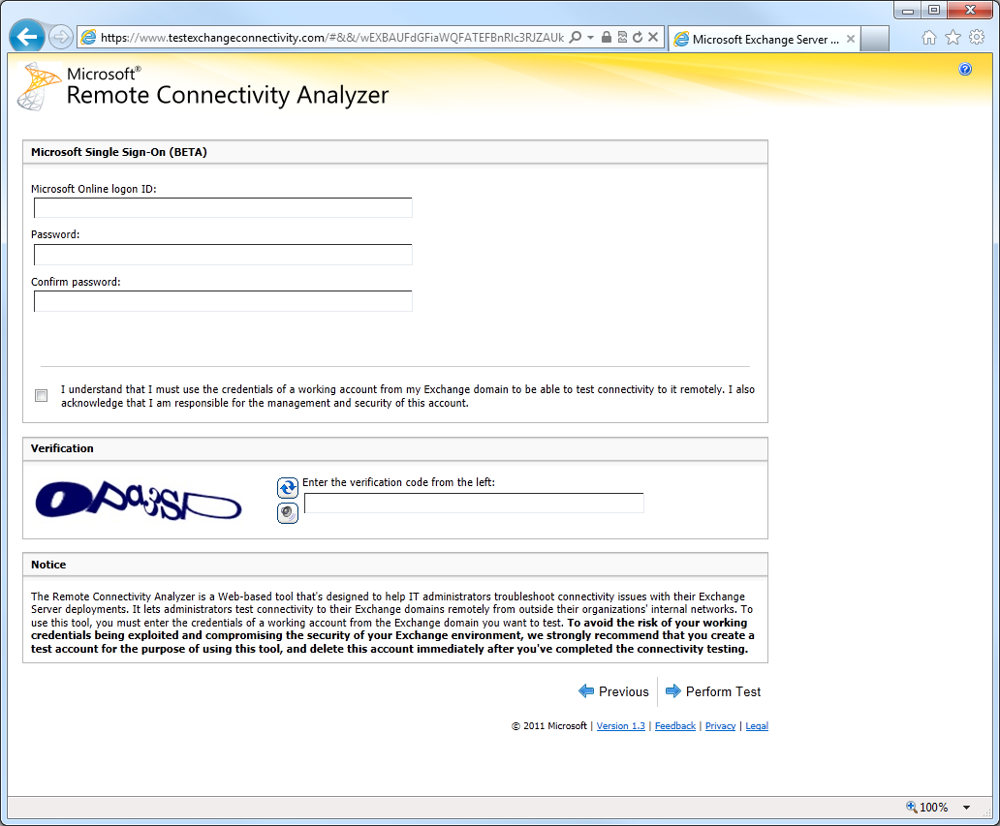 https://www.testexchangeconnectivity.com/#&&/wEXBAUFdGFiaWQFATEFBnRlc3RJZAUk
Microsoft Exchange Server ...
Microsoft®
Remote Connectivity Analyzer
Microsoft Single Sign-On (BETA)
Microsoft Online logon ID:
Password:
Confirm password:
I understand that I must use the credentials of a working account from my Exchange domain to be able to test connectivity to it remotely. I also
acknowledge that I am responsible for the management and security of this account.
Verification
Enter the verification code from the left:
Notice
The Remote Connectivity Analyzer is a Web-based tool that's designed to help IT administrators troubleshoot connectivity issues with their Exchange
Server deployments. It lets administrators test connectivity to their Exchange domains remotely from outside their organizations' internal networks. To
use this tool, you must enter the credentials of a working account from the Exchange domain you want to test. To avoid the risk of your working
credentials being exploited and compromising the security of your Exchange environment, we strongly recommend that you create a
test account for the purpose of using this tool, and delete this account immediately after you've completed the connectivity testing.
Previous | Perform Test
© 2011 Microsoft | Version 1.3 | Feedback | Privacy | Legal
100%